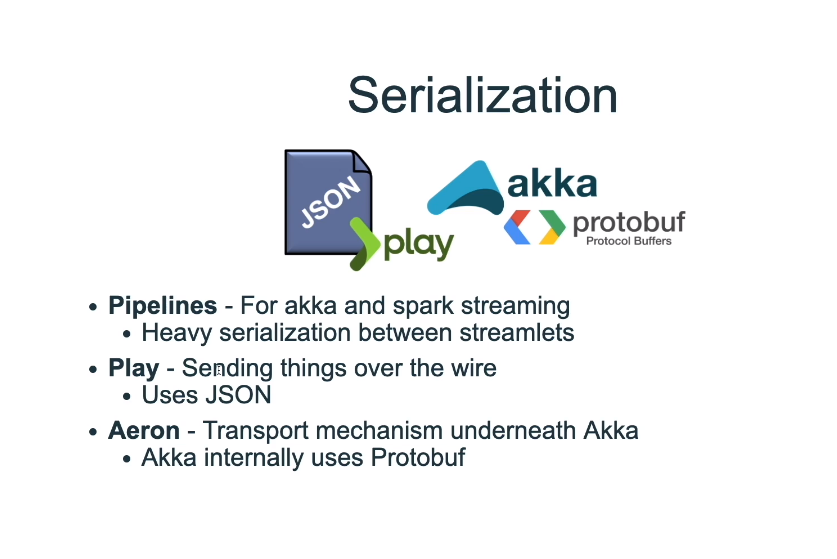 Serialization
JSON
play
akka
protobuf
Protocol Buffers
• Pipelines - For akka and spark streaming
• Heavy serialization between streamlets
• Play - Sending things over the wire
• Uses JSON
• Aeron - Transport mechanism underneath Akka
• Akka internally uses Protobuf